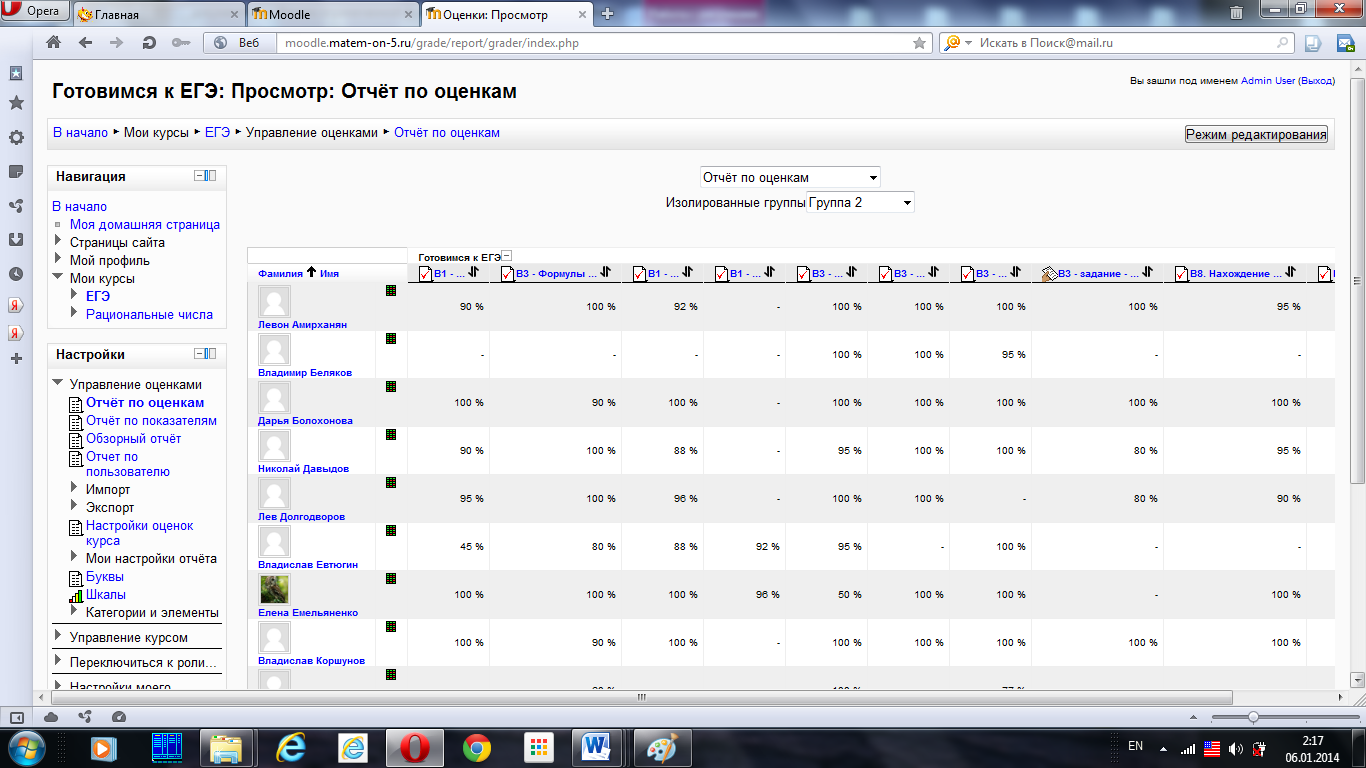 Opera
Главная
Moodle
Оценки: Просмотр
Веб
moodle.matem-on-5.ru/grade/report/grader/index.php
Искать в Поиск@mail.ru
Вы зашли под именем Admin User (Выход)
Готовимся к ЕГЭ: Просмотр: Отчёт по оценкам
В начало Мои курсы ЕГЭ Управление оценками Отчёт по оценкам
Режим редактирования
Навигация
В начало
Моя домашняя страница
Страницы сайта
Мой профиль
Мои курсы
ЕГЭ
Рациональные числа
Настройки
Управление оценками
Отчёт по оценкам
Отчёт по показателям
Обзорный отчёт
Отчет по
пользователю
Импорт
Экспорт
Настройки оценок
курса
Мои настройки отчёта
Буквы
Шкалы
Категории и элементы
Управление курсом
Переключиться к роли...
Настройки моего
Отчёт по оценкам
Изолированные группы Группа 2
Готовимся к ЕГЭ
Фамилия Имя B1 - ... B3 - Формулы ... B1 - ... B1 - ... B3 - ... B3 - ... B3 - ... B3 - задание - ... B8. Нахождение ...
Левон Амирханян 90 % 100 % 92 % - 100 % 100 % 100 % 100 % 95 %
Владимир Беляков - - - - 100 % 100 % 95 % - -
Дарья Болохонова 100 % 90 % 100 % - 100 % 100 % 100 % 100 % 100 %
Николай Давыдов 90 % 100 % 88 % - 95 % 100 % 100 % 80 % 95 %
Лев Долгодворов 95 % 100 % 96 % - 100 % 100 % - 80 % 90 %
Владислав Евтюгин 45 % 80 % 88 % 92 % 95 % - 100 % - -
Елена Емельяненко 100 % 100 % 100 % 96 % 50 % 100 % 100 % - 100 %
Владислав Коршунов 100 % 90 % 100 % - 100 % 100 % 100 % 100 % 100 %
EN
2:17
06.01.2014